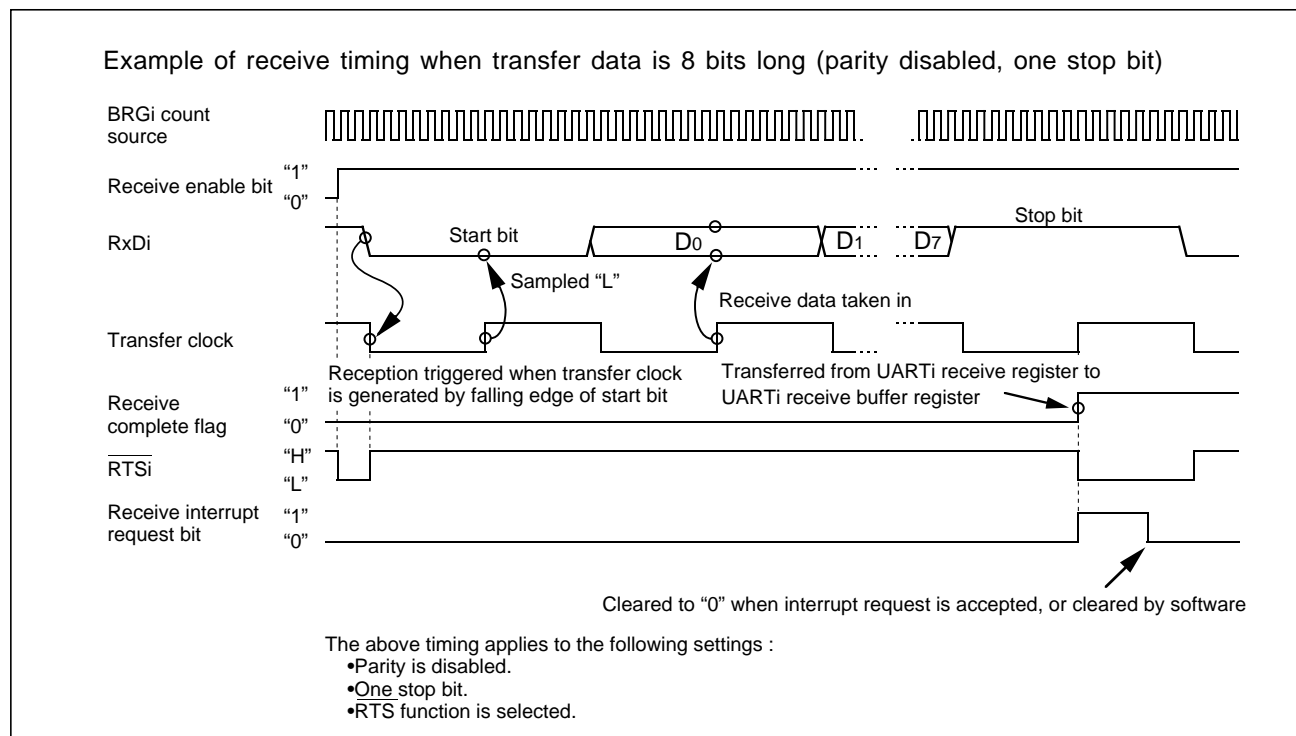 Example of receive timing when transfer data is 8 bits long (parity disabled, one stop bit)
BRGi count
source
Receive enable bit
“1”
“0”
RxDi
Start bit
D0
D1
D7
Stop bit
Sampled “L”
Receive data taken in
Transfer clock
Reception triggered when transfer clock
is generated by falling edge of start bit
Transferred from UARTi receive register to
UARTi receive buffer register
Receive
complete flag
“1”
“0”
RTSi
“H”
“L”
Receive interrupt
request bit
“1”
“0”
Cleared to “0” when interrupt request is accepted, or cleared by software
The above timing applies to the following settings :
•Parity is disabled.
•One stop bit.
•RTS function is selected.